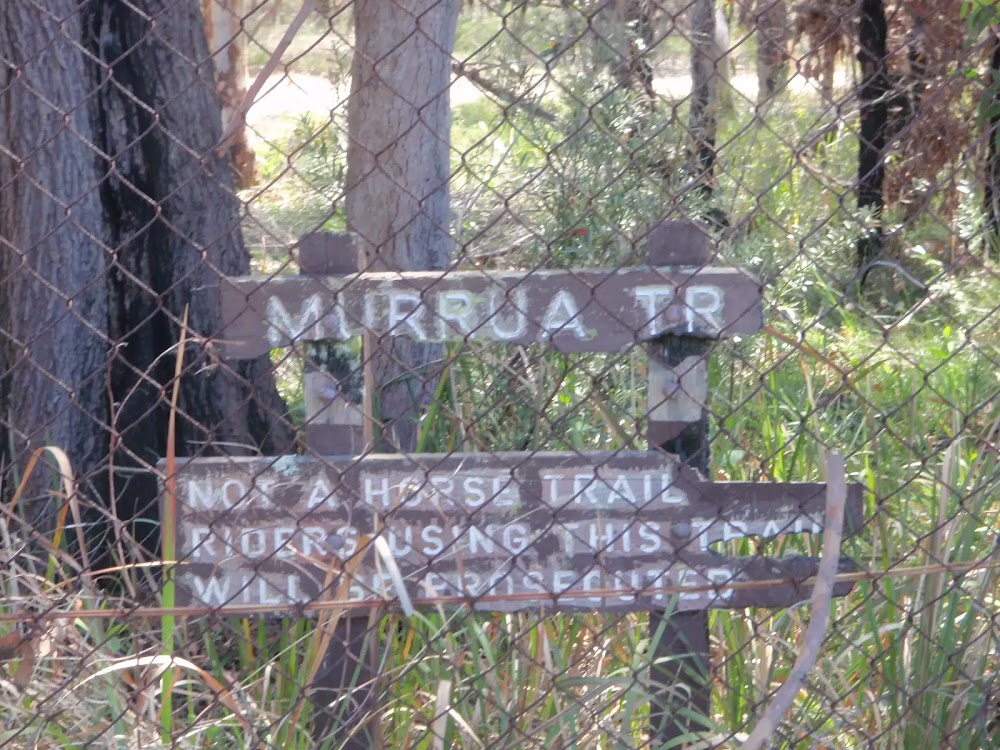 MURRUA TR
NOT A HORSE TRAIL
RIDERS USING THIS TRAIL
WILL BE PROSECUTED